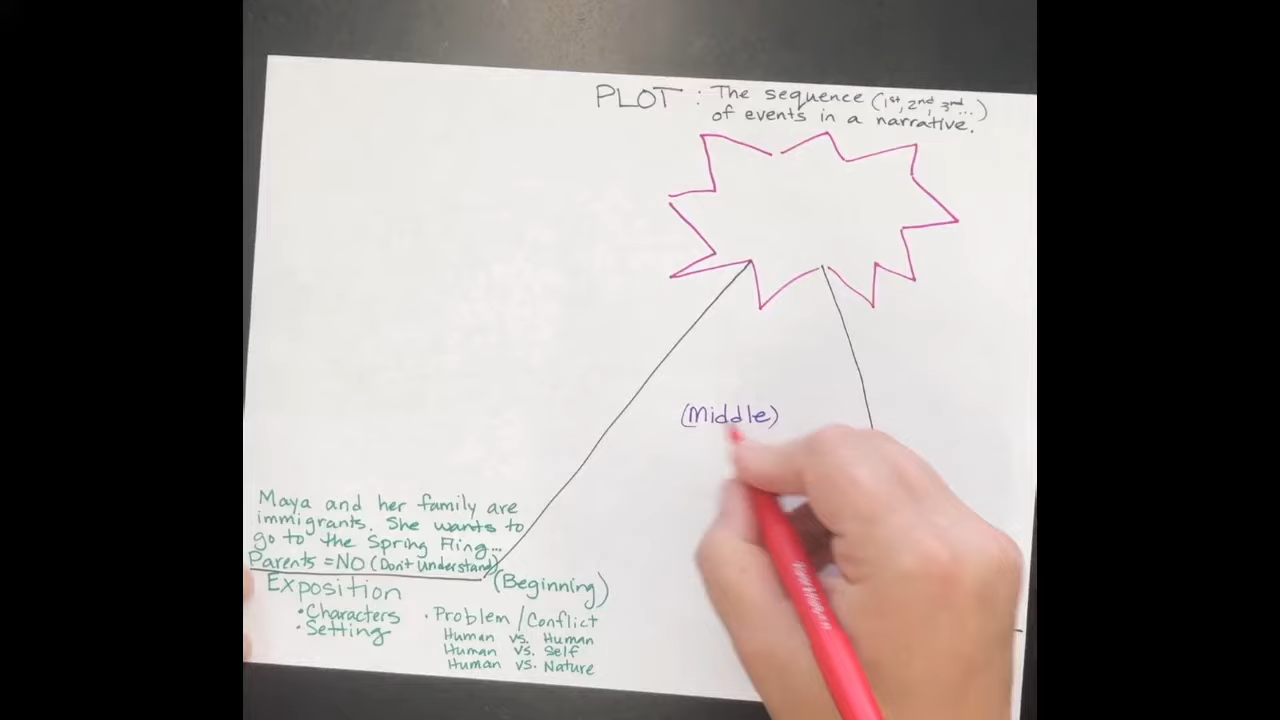 PLOT : The sequence (1st, 2nd, 3rd...)
of events in a narrative.
(Middle)
Maya and her family are
immigrants. She wants to
go to the Spring Fling...
Parents = NO (Don't Understand)
Exposition
(Beginning)
• Characters
• Setting
• Problem / Conflict
Human vs. Human
Human vs. Self
Human vs. Nature